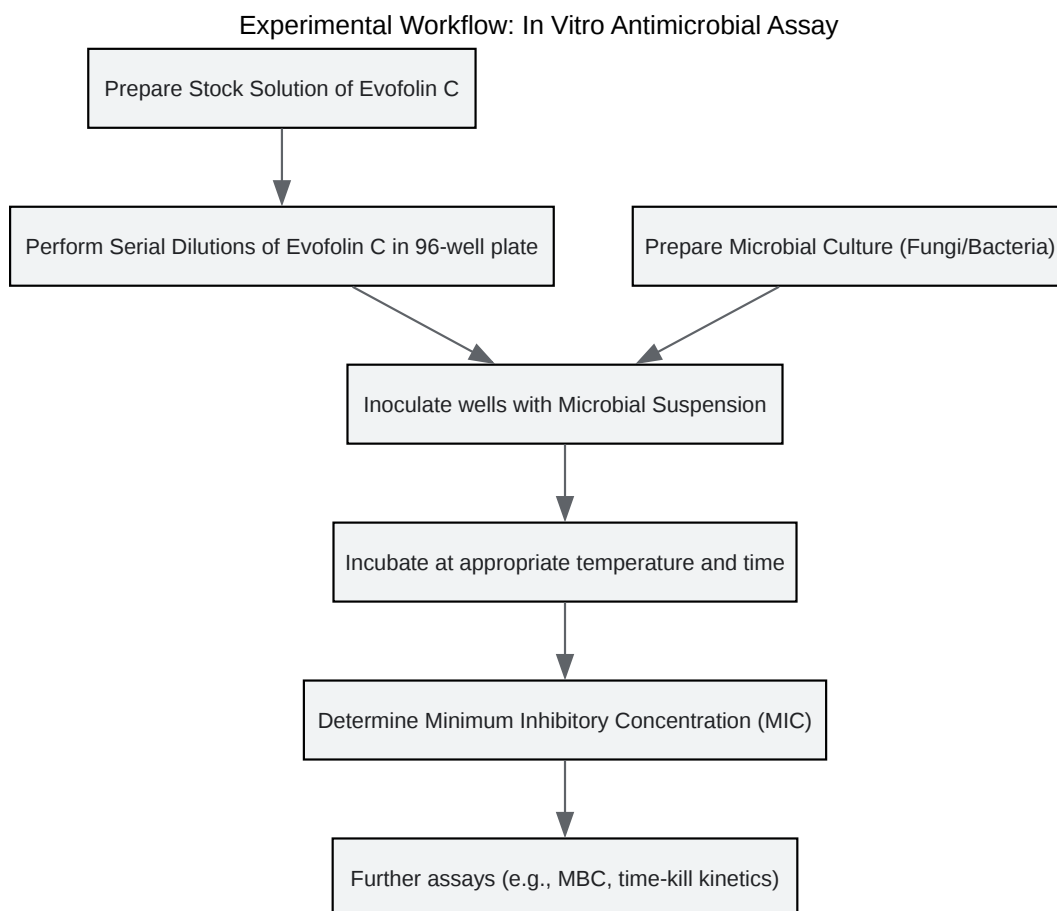 Experimental Workflow: In Vitro Antimicrobial Assay
Prepare Stock Solution of Evofolin C
Perform Serial Dilutions of Evofolin C in 96-well plate
Prepare Microbial Culture (Fungi/Bacteria)
Inoculate wells with Microbial Suspension
Incubate at appropriate temperature and time
Determine Minimum Inhibitory Concentration (MIC)
Further assays (e.g., MBC, time-kill kinetics)